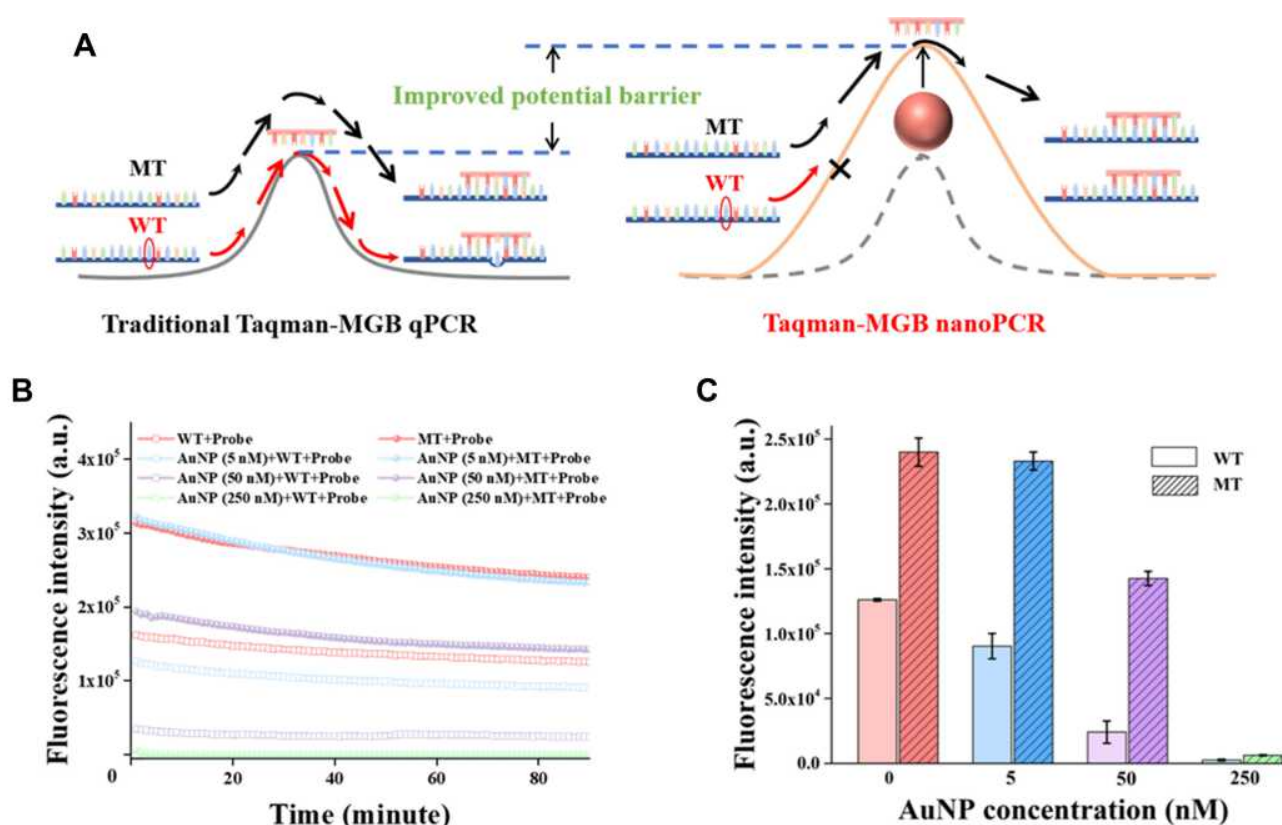 A
Improved potential barrier
MT
WT
MT
WT
Traditional Taqman-MGB qPCR
Taqman-MGB nanoPCR
B
Fluorescence intensity (a.u.)
4x10⁵
3x10⁵
2x10⁵
1x10⁵
0
20
40
60
80
Time (minute)
WT+Probe
MT+Probe
AuNP (5 nM)+WT+Probe
AuNP (5 nM)+MT+Probe
AuNP (50 nM)+WT+Probe
AuNP (50 nM)+MT+Probe
AuNP (250 nM)+WT+Probe
AuNP (250 nM)+MT+Probe
C
Fluorescence intensity (a.u.)
2.5x10⁵
2.0x10⁵
1.5x10⁵
1.0x10⁵
5.0x10⁴
0.0
0
5
50
250
AuNP concentration (nM)
WT
MT